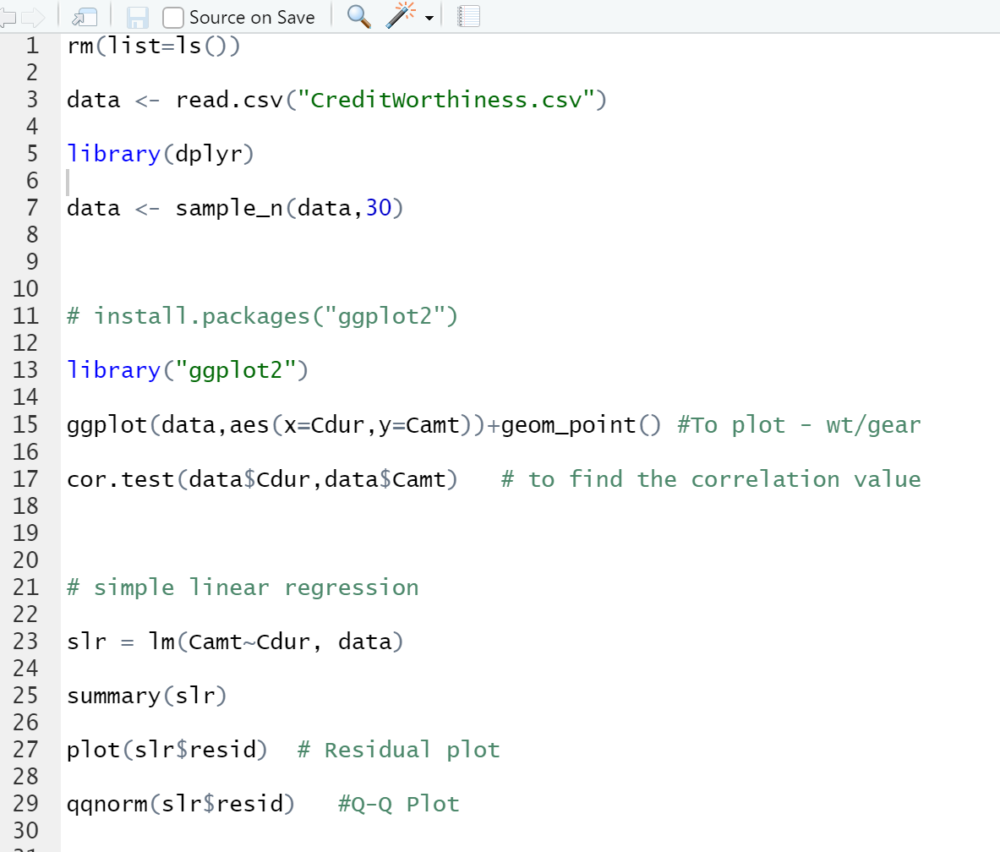 Source on Save
1 rm(list=ls())
2
3 data <- read.csv("CreditWorthiness.csv")
4
5 library(dplyr)
6
7 data <- sample_n(data,30)
8
9
10
11 # install.packages("ggplot2")
12
13 library("ggplot2")
14
15 ggplot(data,aes(x=Cdur,y=Camt))+geom_point() #To plot - wt/gear
16
17 cor.test(data$Cdur,data$Camt)   # to find the correlation value
18
19
20
21 # simple linear regression
22
23 slr = lm(Camt~Cdur, data)
24
25 summary(slr)
26
27 plot(slr$resid)  # Residual plot
28
29 qqnorm(slr$resid)   #Q-Q Plot
30